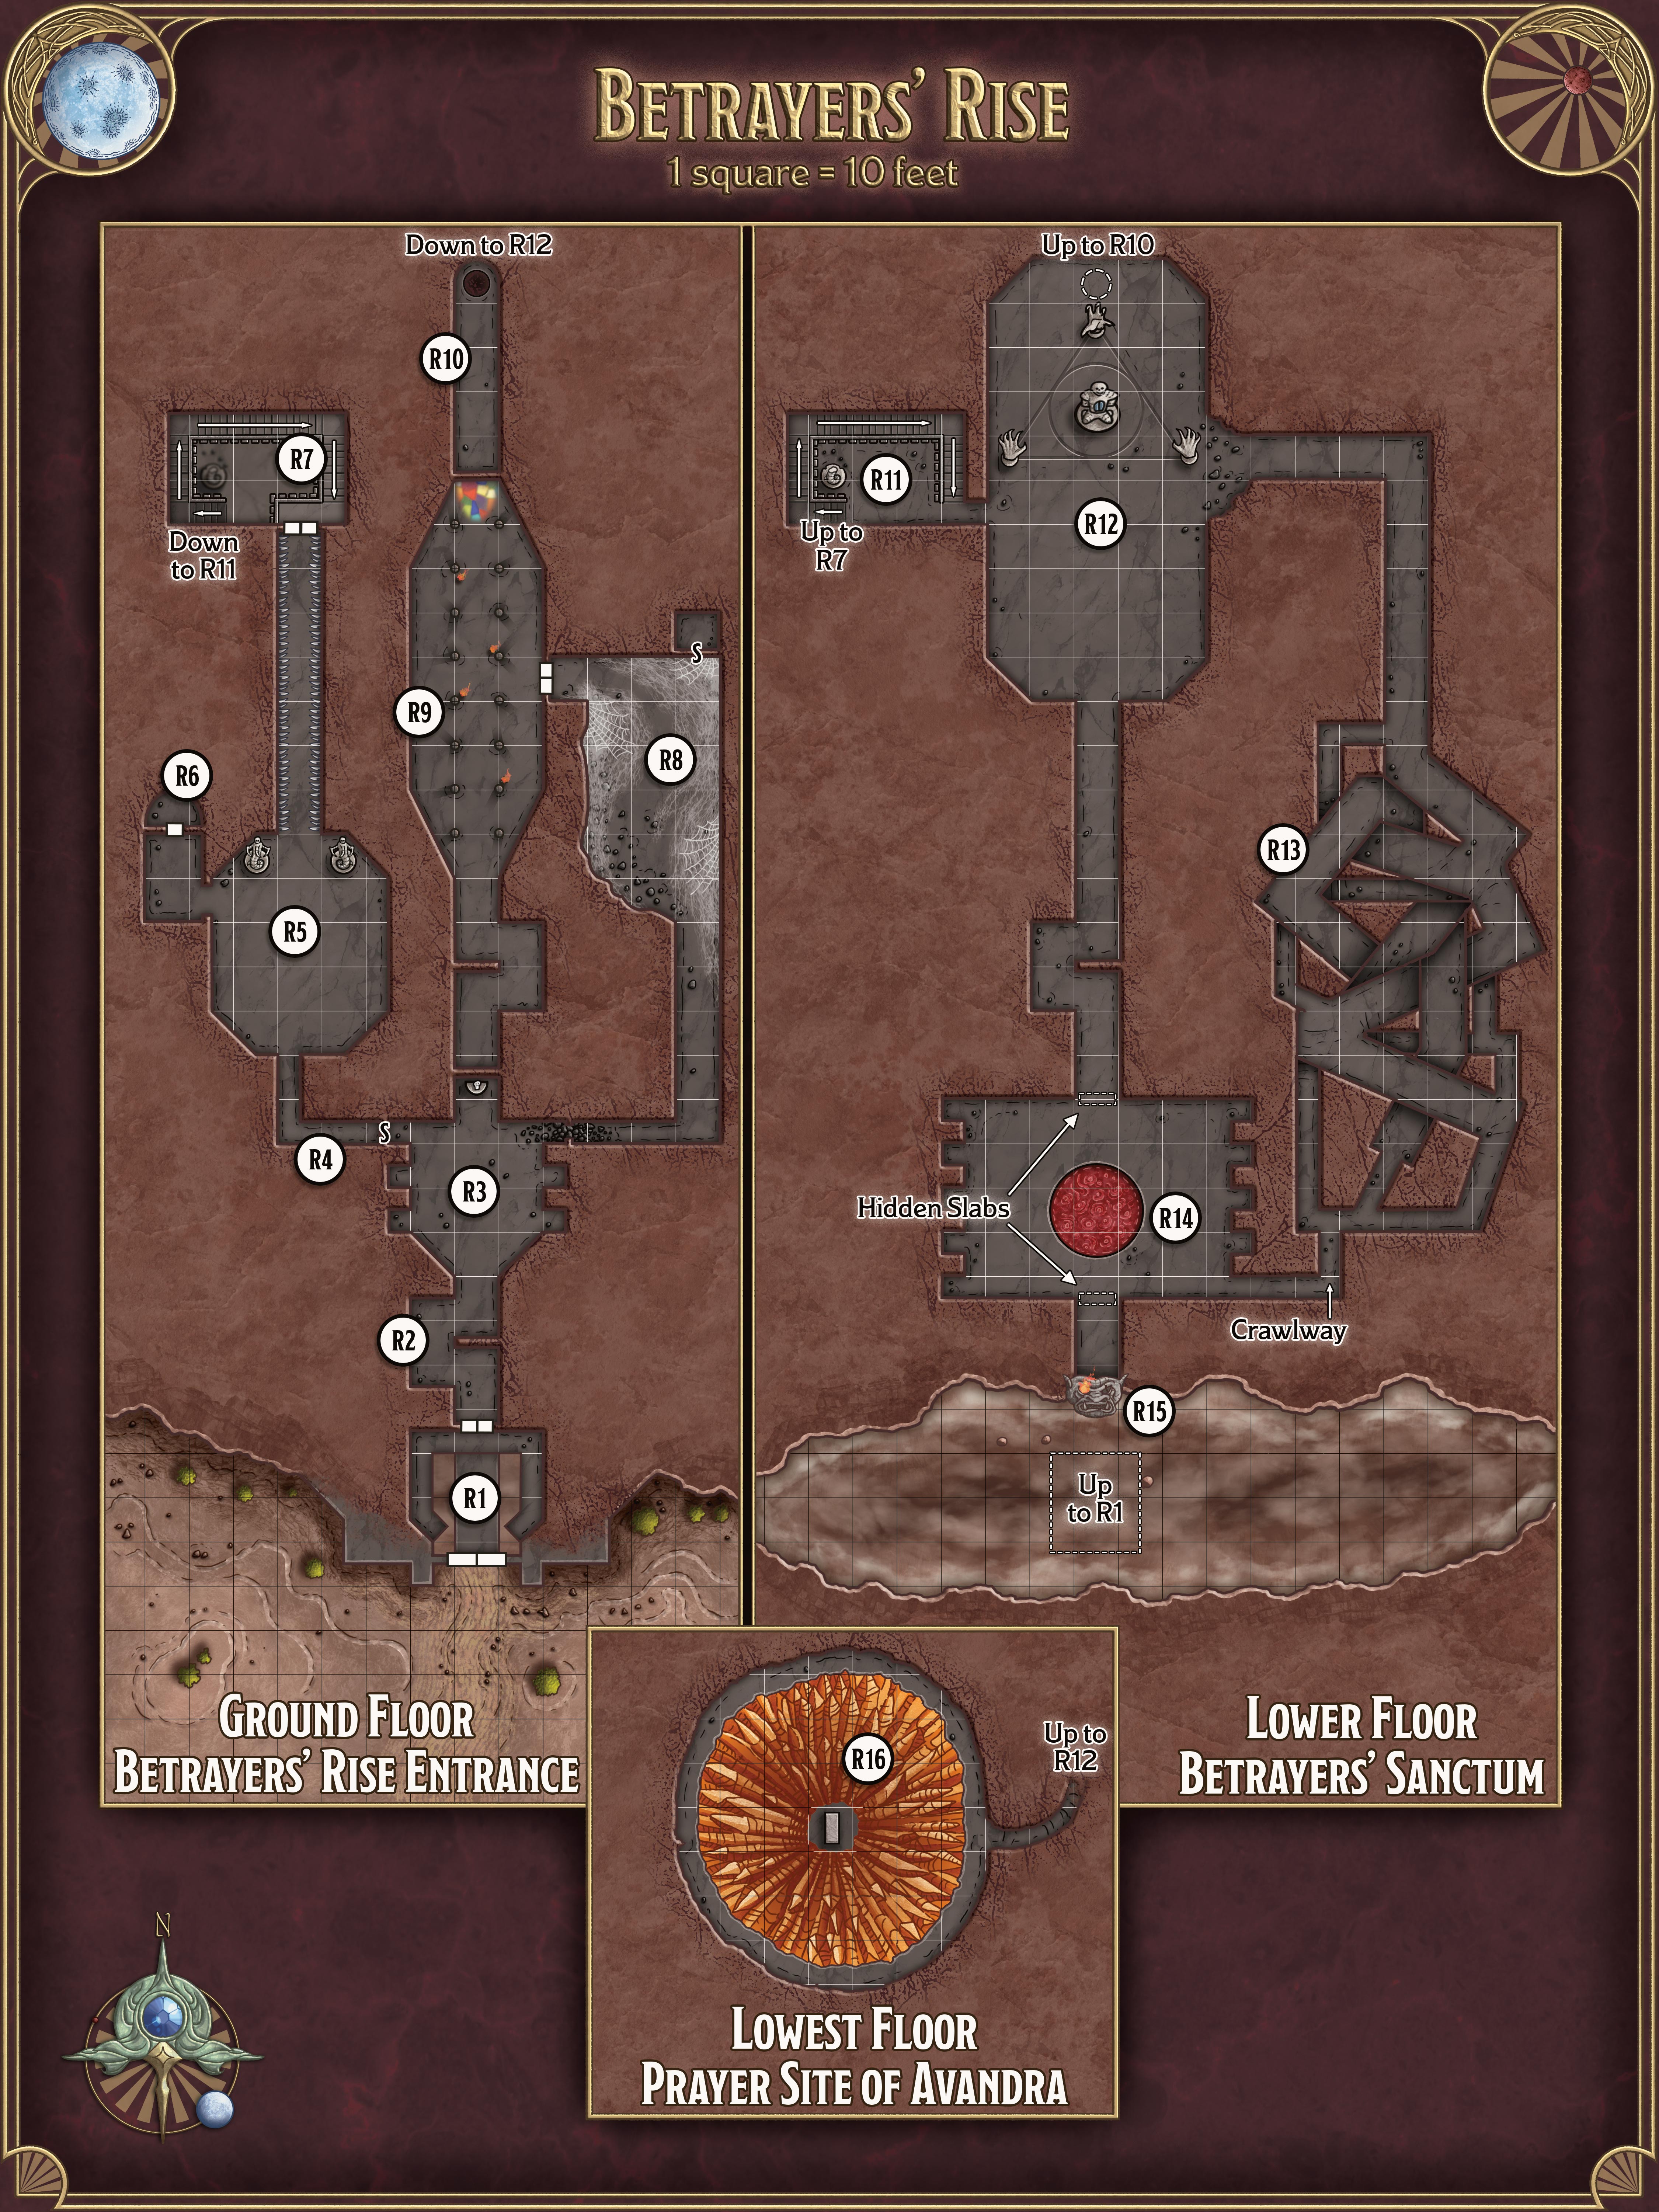 BETRAYERS' RISE
1 square = 10 feet
Down to R12
R10
R7
Down
to R11
R9
R8
R6
R5
S
S
R4
R3
R2
R1
GROUND FLOOR
BETRAYERS' RISE ENTRANCE
Up to R10
R11
R12
Up to
R7
R13
Hidden Slabs
R14
Crawlway
R15
Up
to R1
LOWER FLOOR
BETRAYERS' SANCTUM
R16
Up to
R12
LOWEST FLOOR
PRAYER SITE OF AVANDRA
N